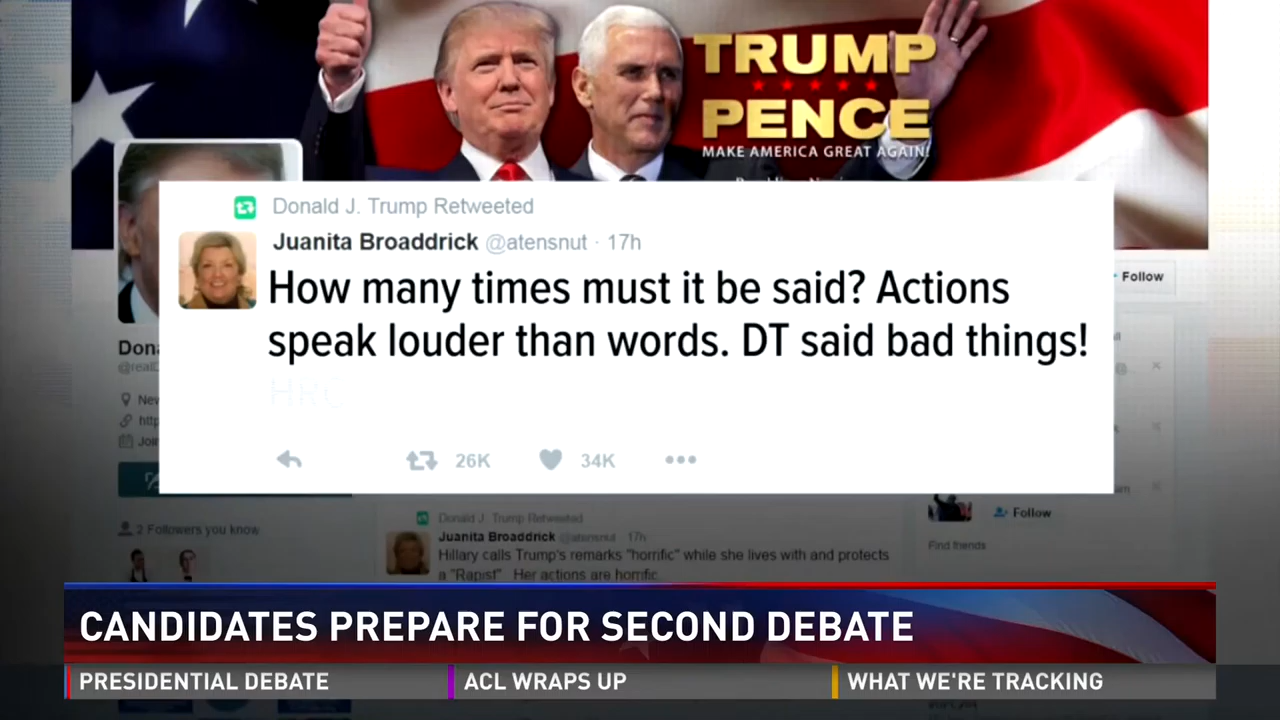 TRUMP
PENCE
MAKE AMERICA GREAT AGAIN!
Donald J. Trump Retweeted
Juanita Broaddrick @atensnut · 17h
How many times must it be said? Actions
speak louder than words. DT said bad things!
HRC
26K 34K
Follow
2 Followers you know
Donald J. Trump Retweeted
Juanita Broaddrick @atensnut · 17h
Hillary calls Trump's remarks "horrific" while she lives with and protects
a "Rapist". Her actions are horrific.
Follow
Find friends
CANDIDATES PREPARE FOR SECOND DEBATE
PRESIDENTIAL DEBATE
ACL WRAPS UP
WHAT WE'RE TRACKING